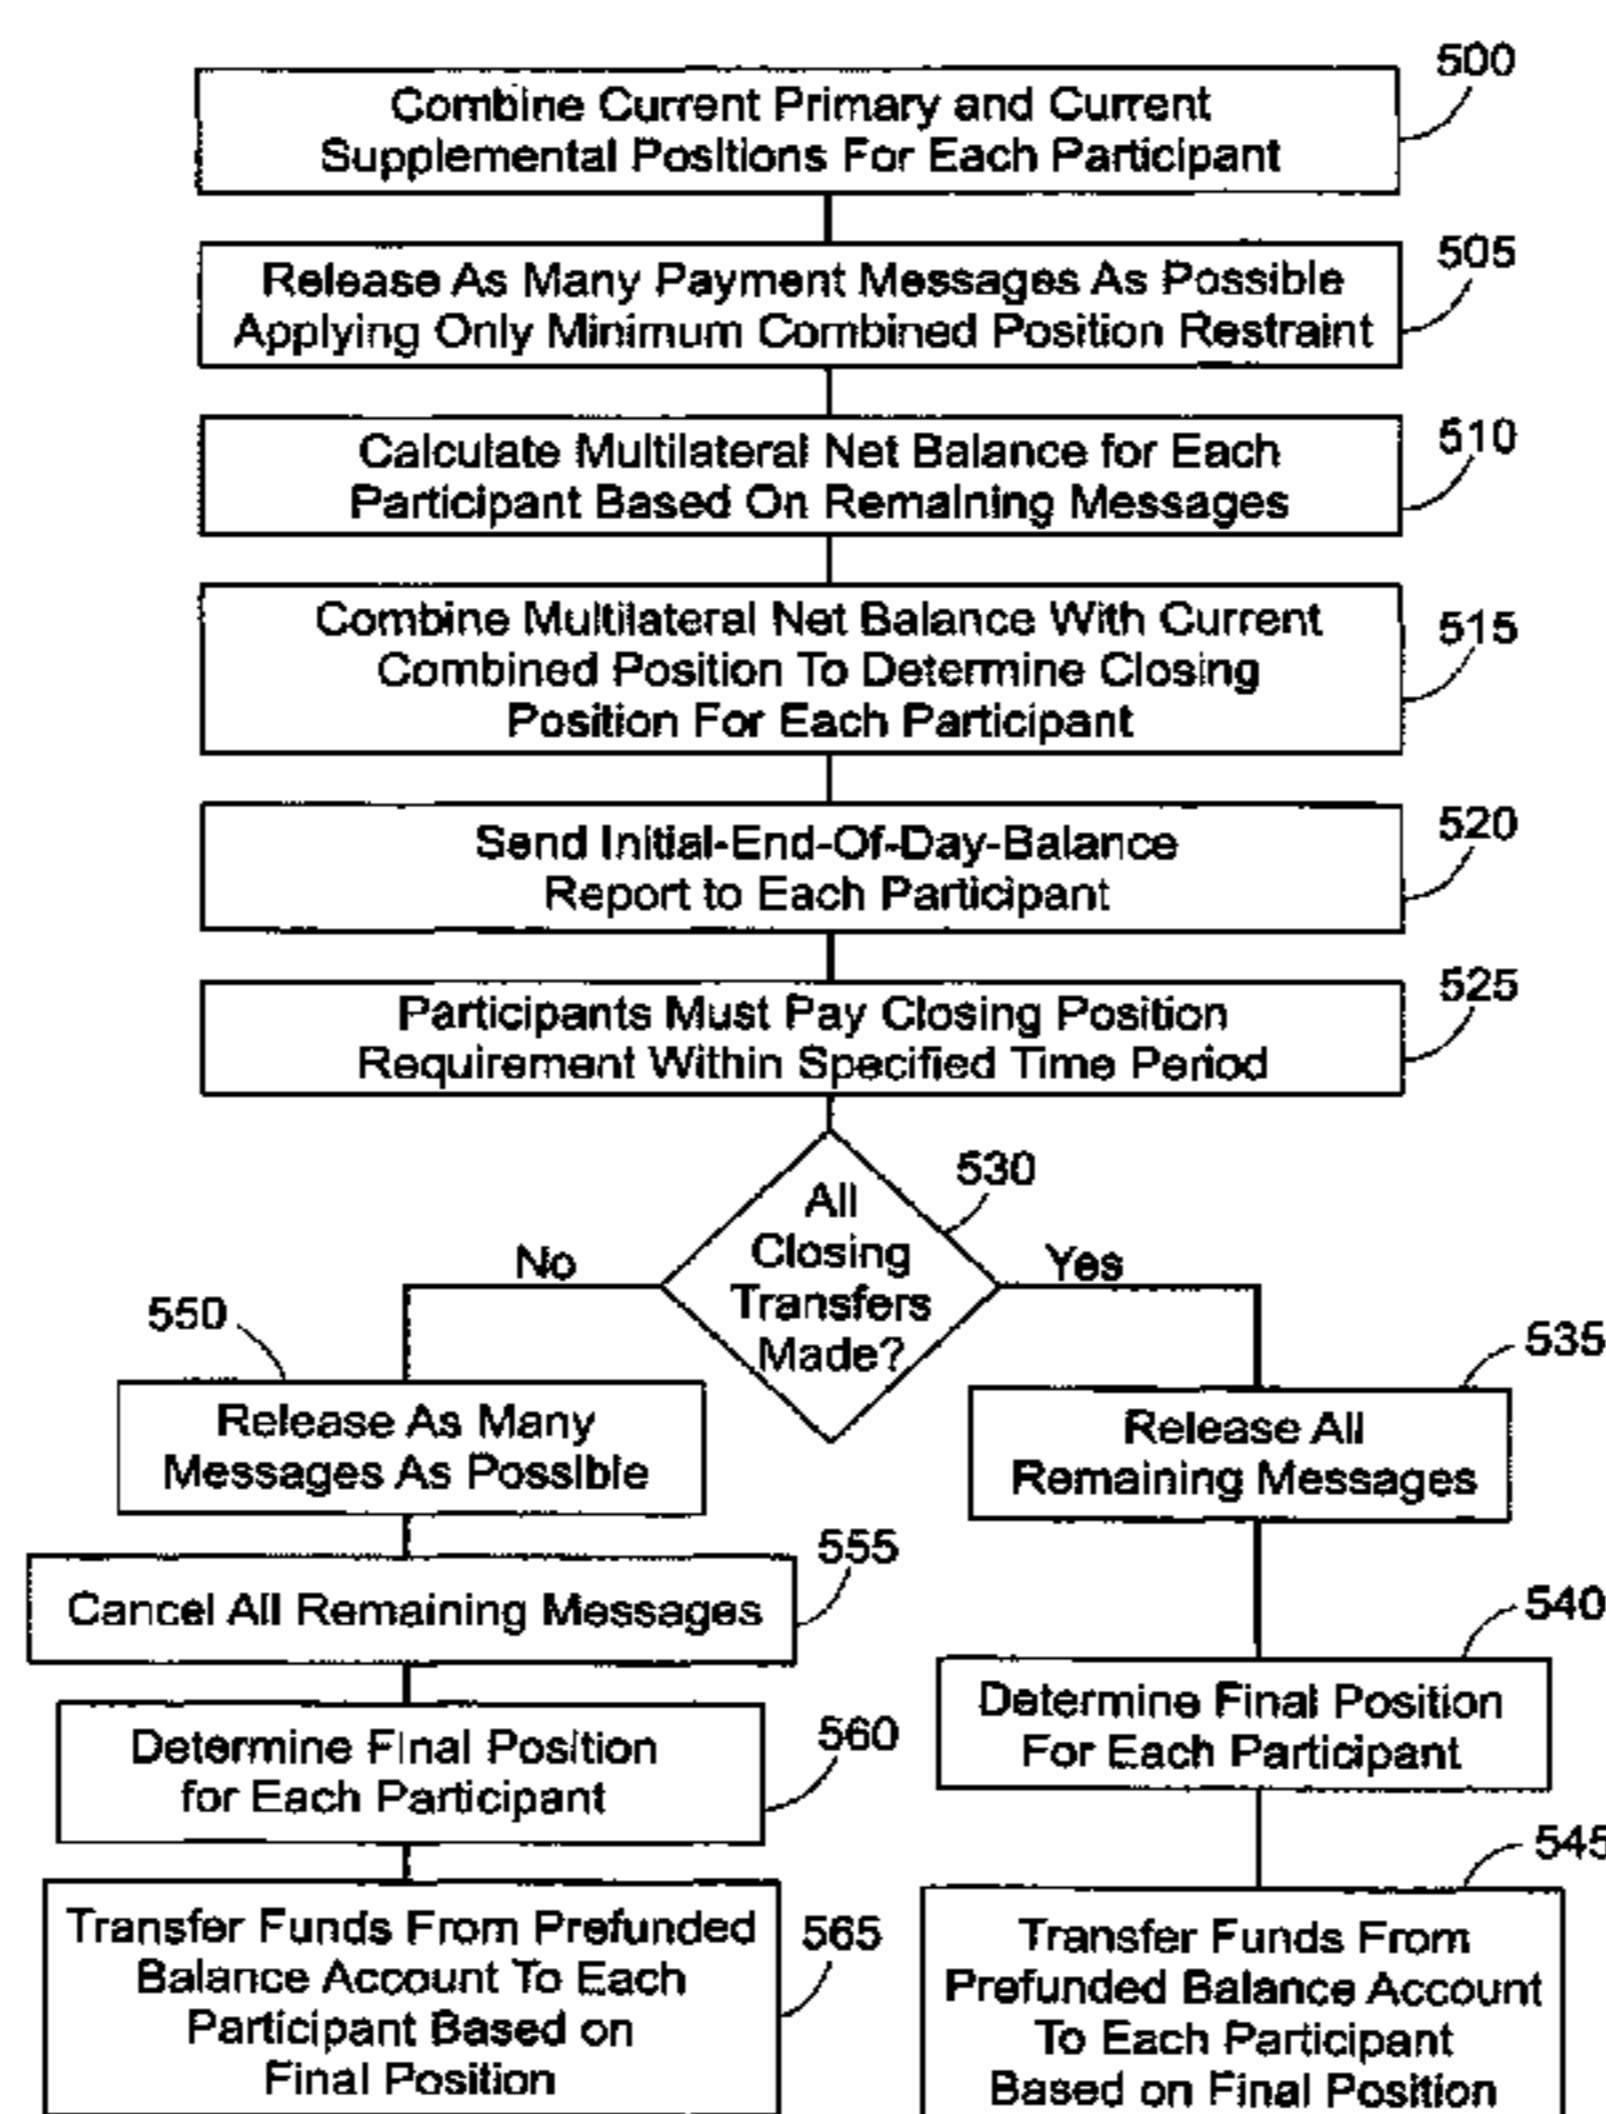 500
Combine Current Primary and Current
Supplemental Positions For Each Participant
505
Release As Many Payment Messages As Possible
Applying Only Minimum Combined Position Restraint
510
Calculate Multilateral Net Balance for Each
Participant Based On Remaining Messages
515
Combine Multilateral Net Balance With Current
Combined Position To Determine Closing
Position For Each Participant
520
Send Initial-End-Of-Day-Balance
Report to Each Participant
525
Participants Must Pay Closing Position
Requirement Within Specified Time Period
530
All
Closing
Transfers
Made?
No
Yes
550
Release As Many
Messages As Possible
555
Cancel All Remaining Messages
560
Determine Final Position
for Each Participant
565
Transfer Funds From Prefunded
Balance Account To Each
Participant Based on
Final Position
535
Release All
Remaining Messages
540
Determine Final Position
For Each Participant
545
Transfer Funds From
Prefunded Balance Account
To Each Participant
Based on Final Position